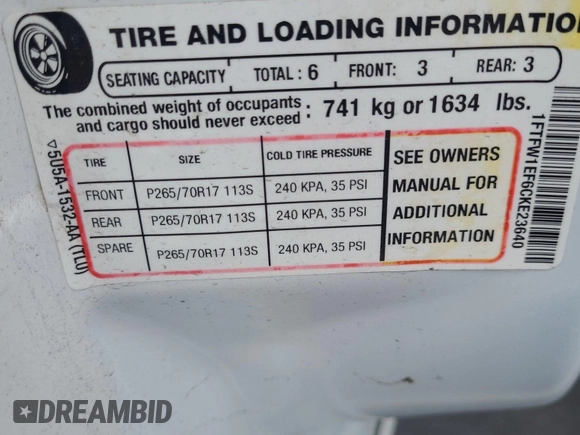 TIRE AND LOADING INFORMATION
SEATING CAPACITY TOTAL : 6 FRONT: 3 REAR: 3
The combined weight of occupants and cargo should never exceed : 741 kg or 1634 lbs.
TIRE SIZE COLD TIRE PRESSURE
FRONT P265/70R17 113S 240 KPA, 35 PSI
REAR P265/70R17 113S 240 KPA, 35 PSI
SPARE P265/70R17 113S 240 KPA, 35 PSI
SEE OWNERS
MANUAL FOR
ADDITIONAL
INFORMATION
5U5A-1532-AA (TL0)
1FTFW1EF6CKE23640
DREAMBID